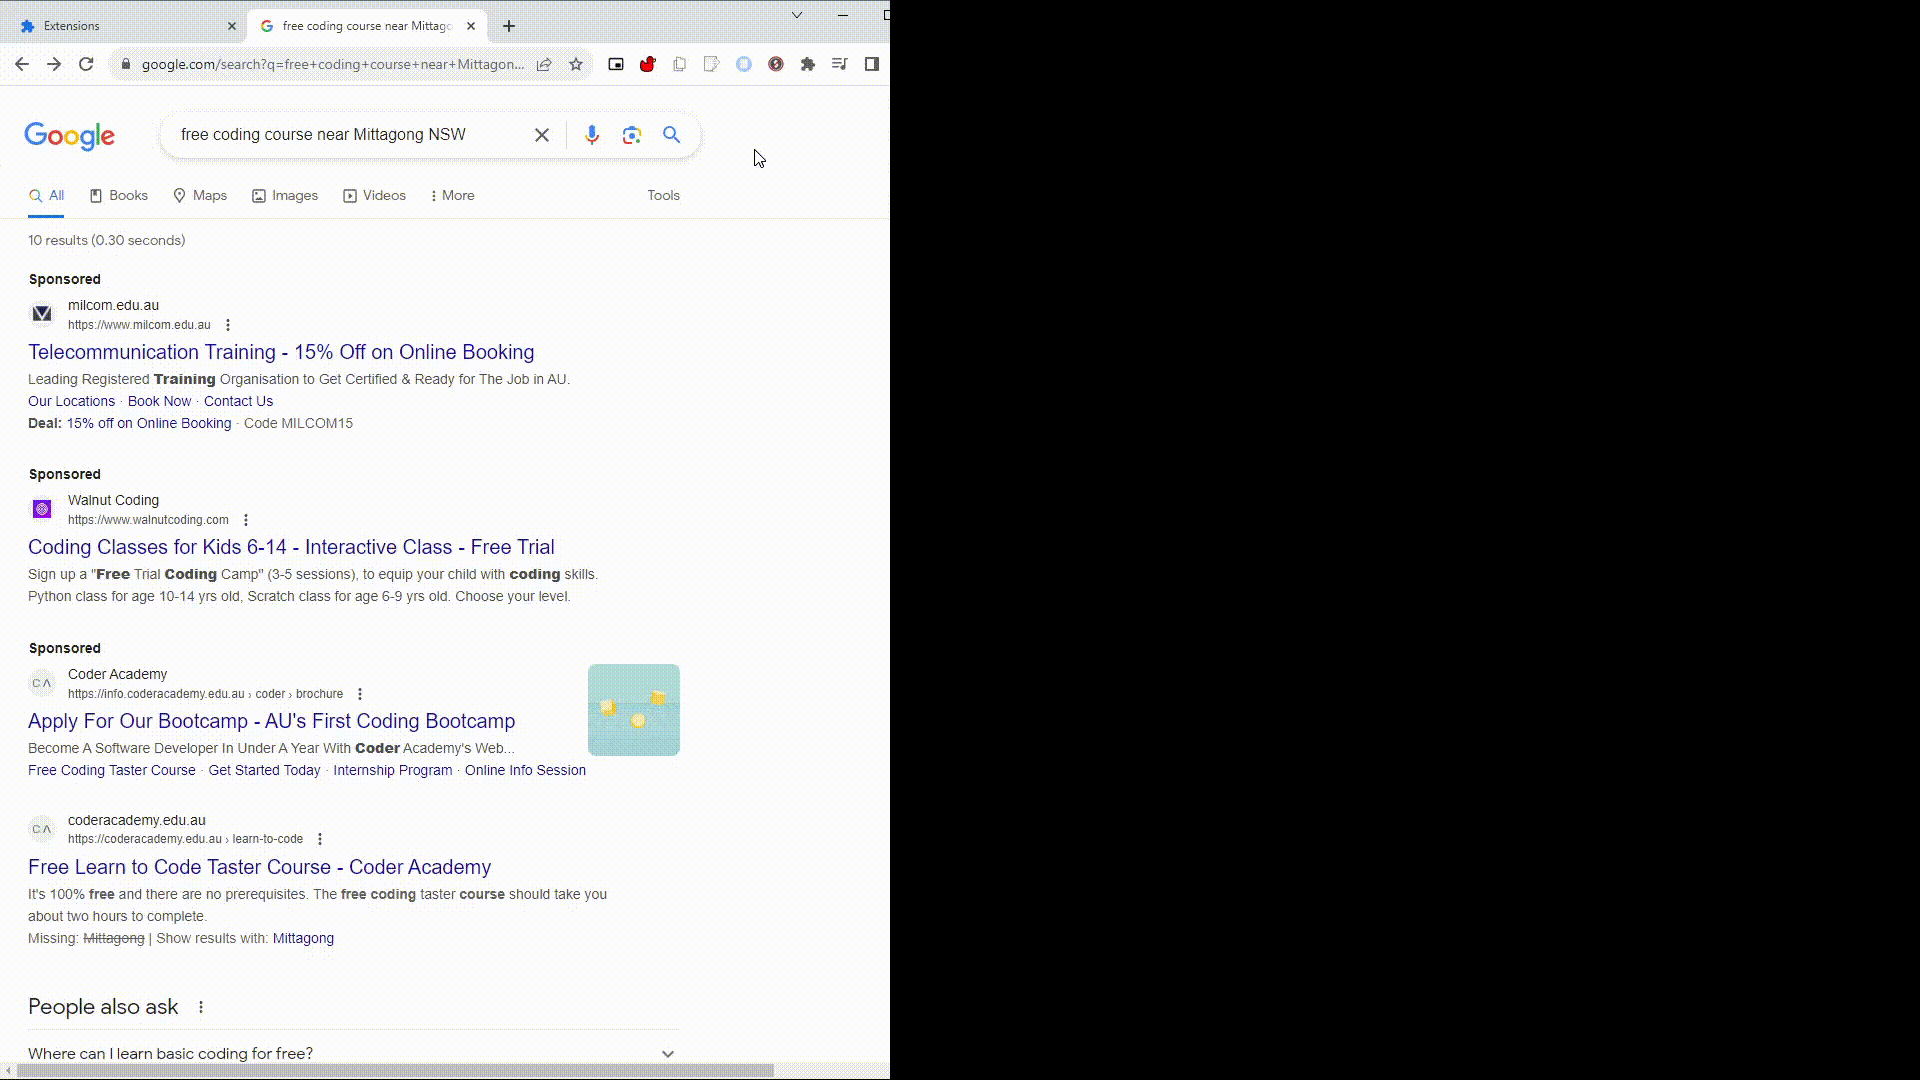 Extensions
free coding course near Mittago
google.com/search?q=free+coding+course+near+Mittagon...
Google
free coding course near Mittagong NSW
All
Books
Maps
Images
Videos
More
Tools
10 results (0.30 seconds)
Sponsored
milcom.edu.au
https://www.milcom.edu.au
Telecommunication Training - 15% Off on Online Booking
Leading Registered Training Organisation to Get Certified & Ready for The Job in AU.
Our Locations · Book Now · Contact Us
Deal: 15% off on Online Booking · Code MILCOM15
Sponsored
Walnut Coding
https://www.walnutcoding.com
Coding Classes for Kids 6-14 - Interactive Class - Free Trial
Sign up a "Free Trial Coding Camp" (3-5 sessions), to equip your child with coding skills.
Python class for age 10-14 yrs old, Scratch class for age 6-9 yrs old. Choose your level.
Sponsored
CA
Coder Academy
https://info.coderacademy.edu.au › coder › brochure
Apply For Our Bootcamp - AU's First Coding Bootcamp
Become A Software Developer In Under A Year With Coder Academy's Web...
Free Coding Taster Course · Get Started Today · Internship Program · Online Info Session
CA
coderacademy.edu.au
https://coderacademy.edu.au › learn-to-code
Free Learn to Code Taster Course - Coder Academy
It's 100% free and there are no prerequisites. The free coding taster course should take you
about two hours to complete.
Missing: Mittagong | Show results with: Mittagong
People also ask
Where can I learn basic coding for free?